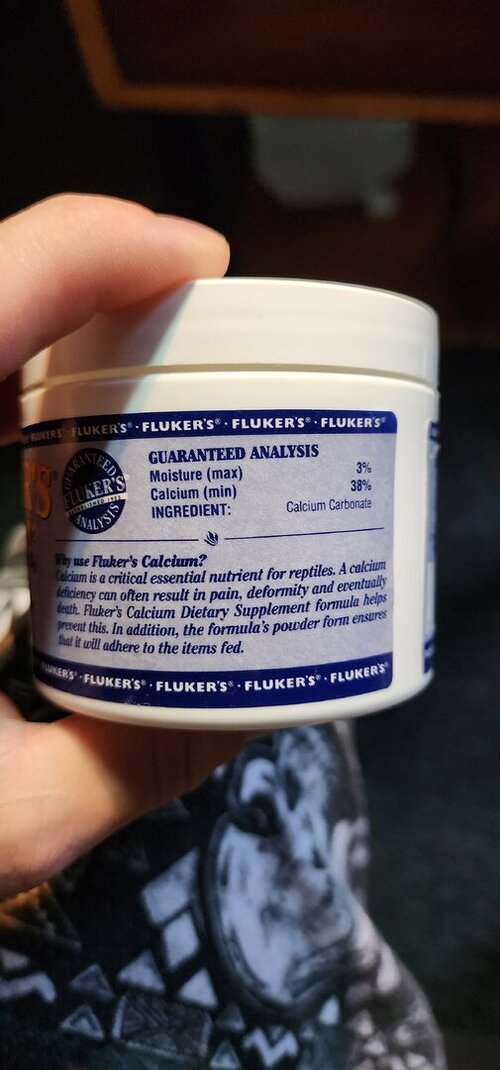 FLUKER'S® · FLUKER'S® · FLUKER'S® · FLUKER'S®
GUARANTEED
FLUKER'S
ANALYSIS
GUARANTEED ANALYSIS
Moisture (max) 3%
Calcium (min) 38%
INGREDIENT: Calcium Carbonate
Why use Fluker's Calcium?
Calcium is a critical essential nutrient for reptiles. A calcium
deficiency can often result in pain, deformity and eventually
death. Fluker's Calcium Dietary Supplement formula helps
prevent this. In addition, the formula's powder form ensures
that it will adhere to the items fed.
FLUKER'S® · FLUKER'S® · FLUKER'S® · FLUKER'S®